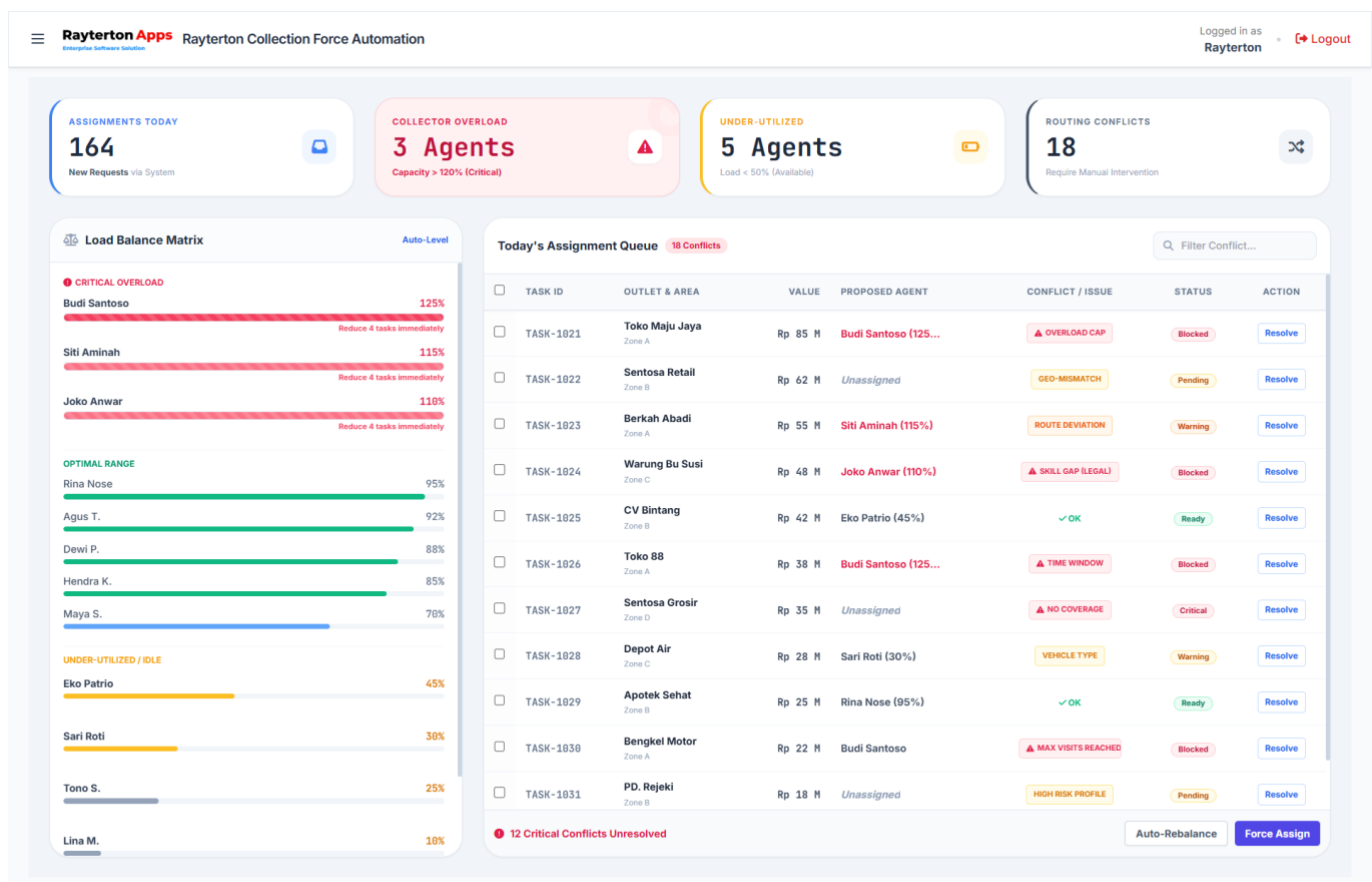 Rayterton Apps
Enterprise Software Solution
Rayterton Collection Force Automation
Logged in as
Rayterton
Logout
ASSIGNMENTS TODAY
164
New Requests via System
COLLECTOR OVERLOAD
3 Agents
Capacity > 120% (Critical)
UNDER-UTILIZED
5 Agents
Load < 50% (Available)
ROUTING CONFLICTS
18
Require Manual Intervention
Load Balance Matrix
Auto-Level
CRITICAL OVERLOAD
Budi Santoso 125%
Reduce 4 tasks immediately
Siti Aminah 115%
Reduce 4 tasks immediately
Joko Anwar 110%
Reduce 4 tasks immediately
OPTIMAL RANGE
Rina Nose 95%
Agus T. 92%
Dewi P. 88%
Hendra K. 85%
Maya S. 70%
UNDER-UTILIZED / IDLE
Eko Patrio 45%
Sari Roti 30%
Tono S. 25%
Lina M. 10%
Today's Assignment Queue 18 Conflicts
Filter Conflict...
TASK ID OUTLET & AREA VALUE PROPOSED AGENT CONFLICT / ISSUE STATUS ACTION
TASK-1021 Toko Maju Jaya Rp 85 M Budi Santoso (125... OVERLOAD CAP Blocked Resolve
Zone A
TASK-1022 Sentosa Retail Rp 62 M Unassigned GEO-MISMATCH Pending Resolve
Zone B
TASK-1023 Berkah Abadi Rp 55 M Siti Aminah (115%) ROUTE DEVIATION Warning Resolve
Zone A
TASK-1024 Warung Bu Susi Rp 48 M Joko Anwar (110%) SKILL GAP (LEGAL) Blocked Resolve
Zone C
TASK-1025 CV Bintang Rp 42 M Eko Patrio (45%) OK Ready Resolve
Zone B
TASK-1026 Toko 88 Rp 38 M Budi Santoso (125... TIME WINDOW Blocked Resolve
Zone A
TASK-1027 Sentosa Grosir Rp 35 M Unassigned NO COVERAGE Critical Resolve
Zone D
TASK-1028 Depot Air Rp 28 M Sari Roti (30%) VEHICLE TYPE Warning Resolve
Zone C
TASK-1029 Apotek Sehat Rp 25 M Rina Nose (95%) OK Ready Resolve
Zone B
TASK-1030 Bengkel Motor Rp 22 M Budi Santoso MAX VISITS REACHED Blocked Resolve
Zone A
TASK-1031 PD. Rejeki Rp 18 M Unassigned HIGH RISK PROFILE Pending Resolve
Zone B
12 Critical Conflicts Unresolved
Auto-Rebalance
Force Assign